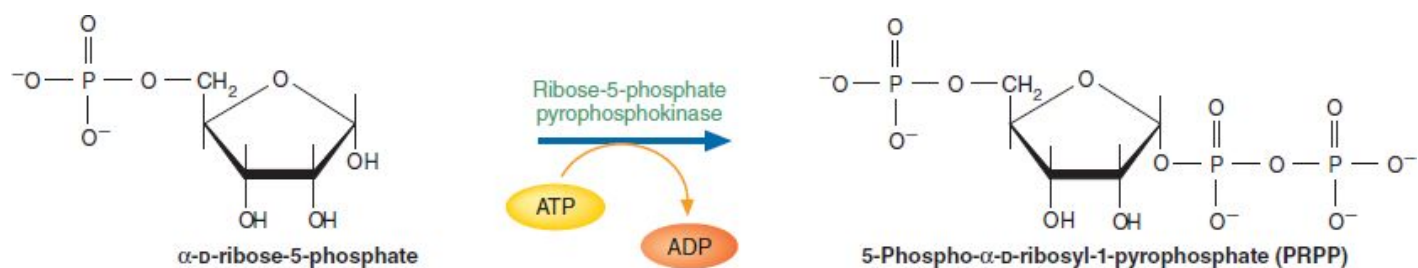 O
⁻O—P—O—CH₂
O
O⁻
OH
OH
OH
α-D-ribose-5-phosphate
Ribose-5-phosphate
pyrophosphokinase
ATP
ADP
O
⁻O—P—O—CH₂
O
O⁻
OH
OH
O
O
O—P—O—P—O⁻
O⁻
O⁻
5-Phospho-α-D-ribosyl-1-pyrophosphate (PRPP)